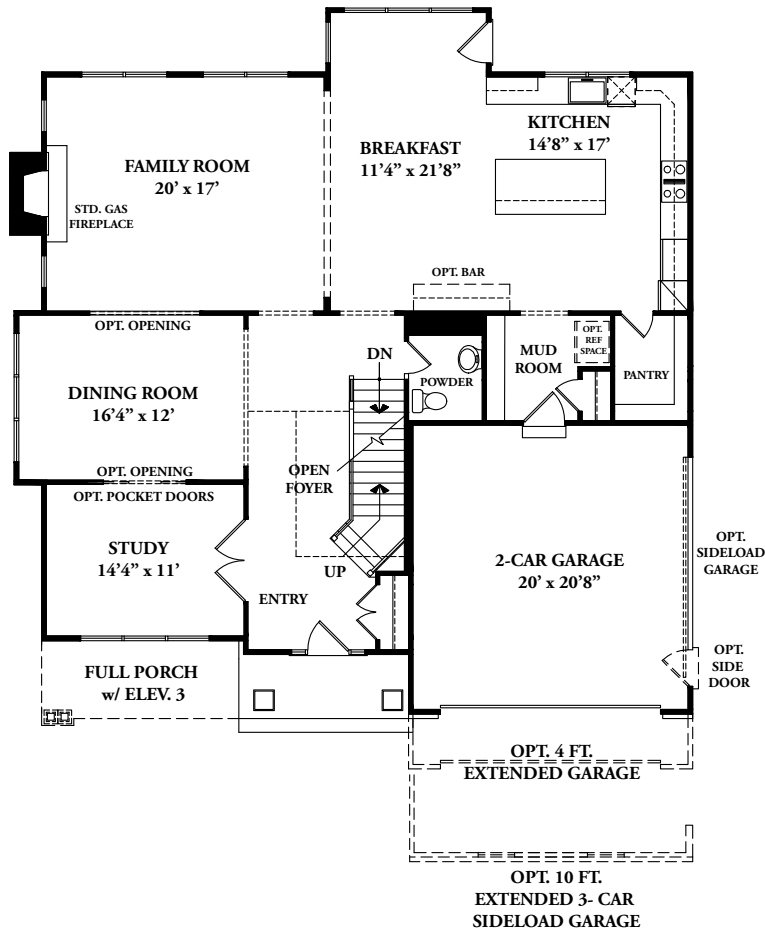 KITCHEN
14'8" x 17'
BREAKFAST
11'4" x 21'8"
FAMILY ROOM
20' x 17'
STD. GAS
FIREPLACE
OPT. BAR
OPT. OPENING
OPT.
REF
SPACE
MUD
ROOM
DN
POWDER
PANTRY
DINING ROOM
16'4" x 12'
OPT. OPENING
OPT. POCKET DOORS
OPEN
FOYER
STUDY
14'4" x 11'
UP
ENTRY
2-CAR GARAGE
20' x 20'8"
OPT.
SIDELOAD
GARAGE
OPT.
SIDE
DOOR
FULL PORCH
w/ ELEV. 3
OPT. 4 FT.
EXTENDED GARAGE
OPT. 10 FT.
EXTENDED 3- CAR
SIDELOAD GARAGE